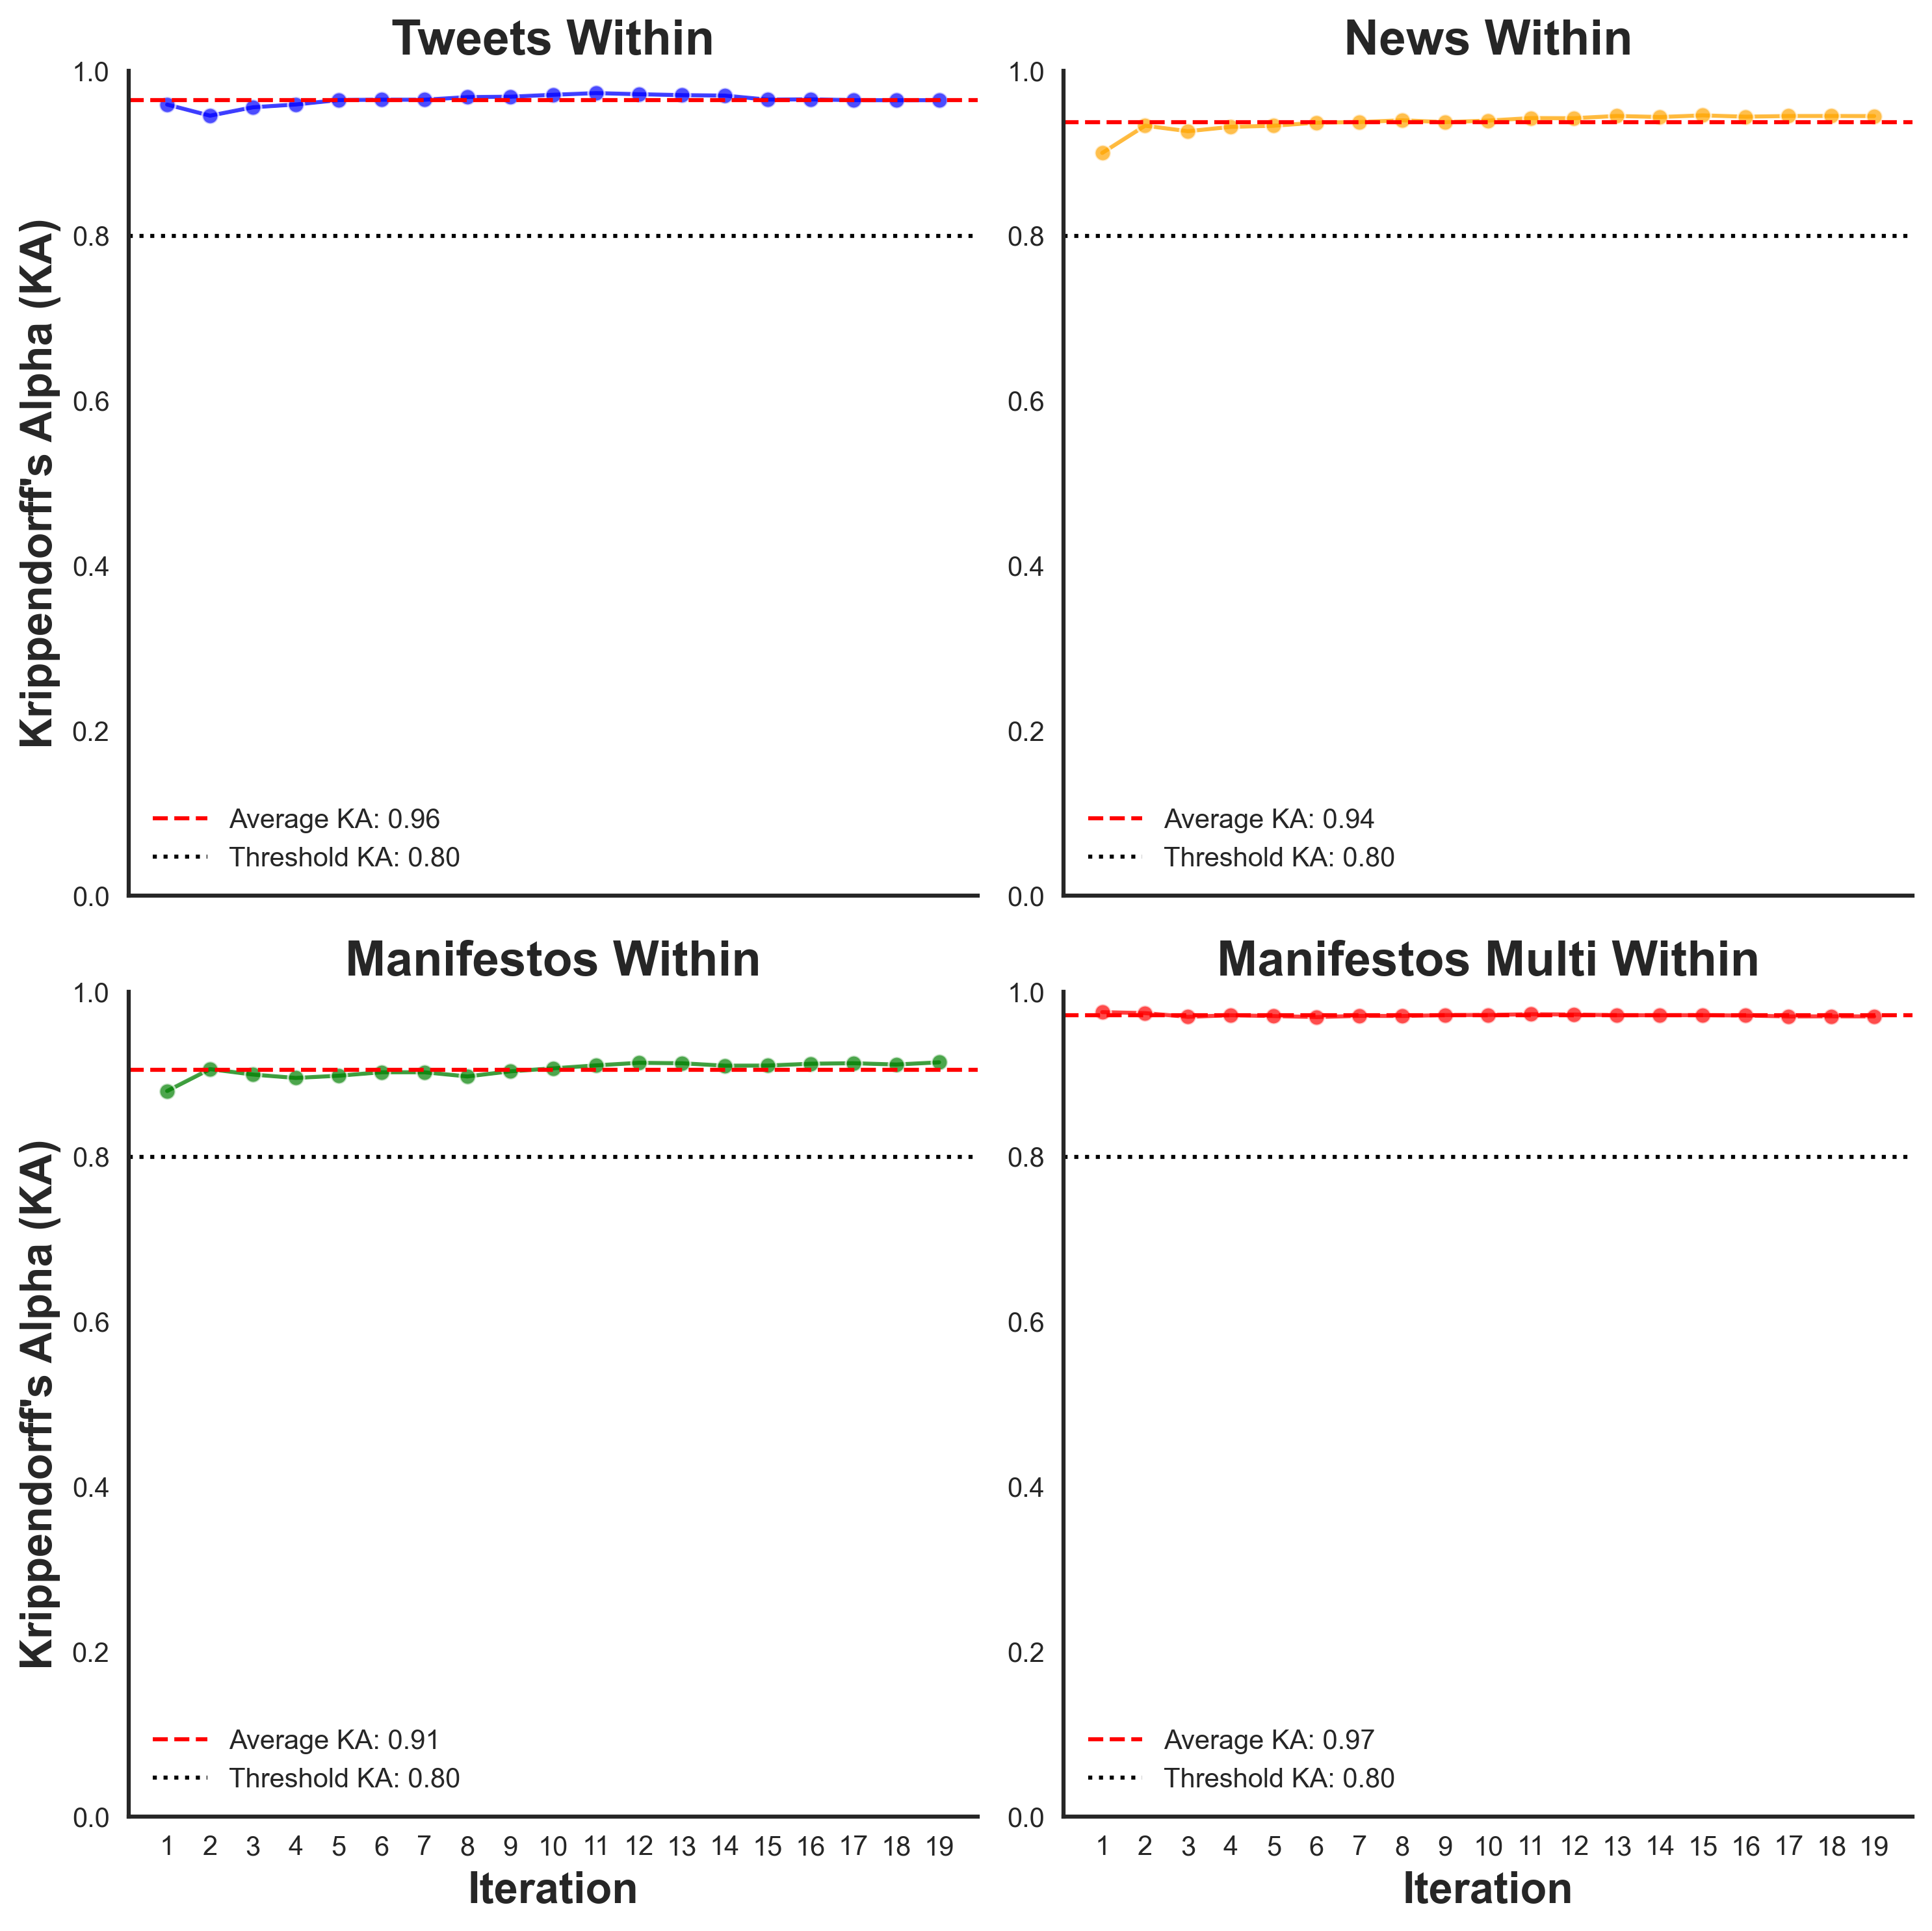 Tweets Within
1.0
0.8
0.6
0.4
0.2
0.0
Krippendorff's Alpha (KA)
Average KA: 0.96
Threshold KA: 0.80
News Within
1.0
0.8
0.6
0.4
0.2
0.0
Average KA: 0.94
Threshold KA: 0.80
Manifestos Within
1.0
0.8
0.6
0.4
0.2
0.0
Krippendorff's Alpha (KA)
Average KA: 0.91
Threshold KA: 0.80
1 2 3 4 5 6 7 8 9 10 11 12 13 14 15 16 17 18 19
Iteration
Manifestos Multi Within
1.0
0.8
0.6
0.4
0.2
0.0
Average KA: 0.97
Threshold KA: 0.80
1 2 3 4 5 6 7 8 9 10 11 12 13 14 15 16 17 18 19
Iteration